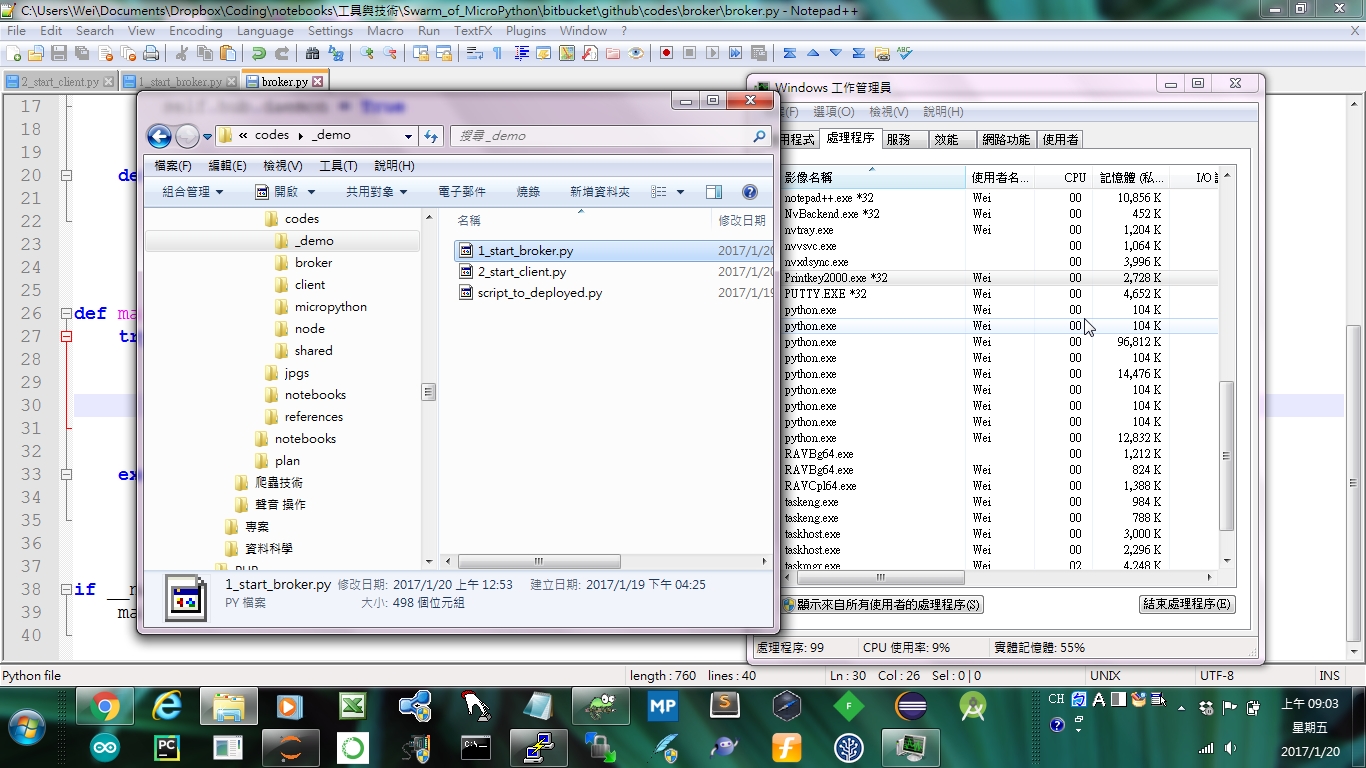 C:\Users\Wei\Documents\Dropbox\Coding\notebooks\工具與技術\Swarm_of_MicroPython\bitbucket\github\codes\broker\broker.py - Notepad++
File Edit Search View Encoding Language Settings Macro Run TextFX Plugins Window ?
X
2_start_client.py 1_start_broker.py broker.py
17
18
19
20 de
21
22
23
24
25
26 def ma
27 tr
28
29
30
31
32
33 ex
34
35
36
37
38 if
39 ma
40
True
« codes _demo
搜尋 _demo
檔案(F) 編輯(E) 檢視(V) 工具(T) 說明(H)
組合管理 開啟 共用對象 電子郵件 燒錄 新增資料夾
codes
_demo
broker
client
micropython
node
shared
jpgs
notebooks
references
notebooks
plan
爬蟲技術
聲音 操作
專案
資料科學
名稱 修改日期
1_start_broker.py 2017/1/20
2_start_client.py 2017/1/20
script_to_deployed.py 2017/1/19
1_start_broker.py 修改日期: 2017/1/20 上午 12:53 建立日期: 2017/1/19 下午 04:25
PY 檔案 大小: 498 個位元組
Windows 工作管理員
(F) 選項(O) 檢視(V) 說明(H)
用程式 處理程序 服務 效能 網路功能 使用者
影像名稱 使用者名... CPU 記憶體 (私... I/O
notepad++.exe *32 Wei 00 10,856 K
NvBackend.exe *32 Wei 00 452 K
nvtray.exe Wei 00 1,204 K
nvvsvc.exe 00 1,064 K
nvxdsync.exe 00 3,996 K
Printkey2000.exe *32 Wei 00 2,728 K
PUTTY.EXE *32 Wei 00 4,652 K
python.exe Wei 00 104 K
python.exe Wei 00 104 K
python.exe Wei 00 96,812 K
python.exe Wei 00 104 K
python.exe Wei 00 14,476 K
python.exe Wei 00 104 K
python.exe Wei 00 104 K
python.exe Wei 00 104 K
python.exe Wei 00 12,832 K
RAVBg64.exe 00 1,212 K
RAVBg64.exe Wei 00 824 K
RAVCpl64.exe Wei 00 1,388 K
taskeng.exe Wei 00 984 K
taskeng.exe Wei 00 788 K
taskhost.exe Wei 00 3,000 K
taskhost.exe Wei 00 2,296 K
taskmgr.exe Wei 02 4,248 K
顯示來自所有使用者的處理程序(S) 結束處理程序(E)
處理程序: 99 CPU 使用率: 9% 實體記憶體: 55%
Python file length : 760 lines : 40 Ln : 30 Col : 26 Sel : 0 | 0 UNIX UTF-8 INS
CH A
MP S F
PC C:\ f
上午 09:03
星期五
2017/1/20